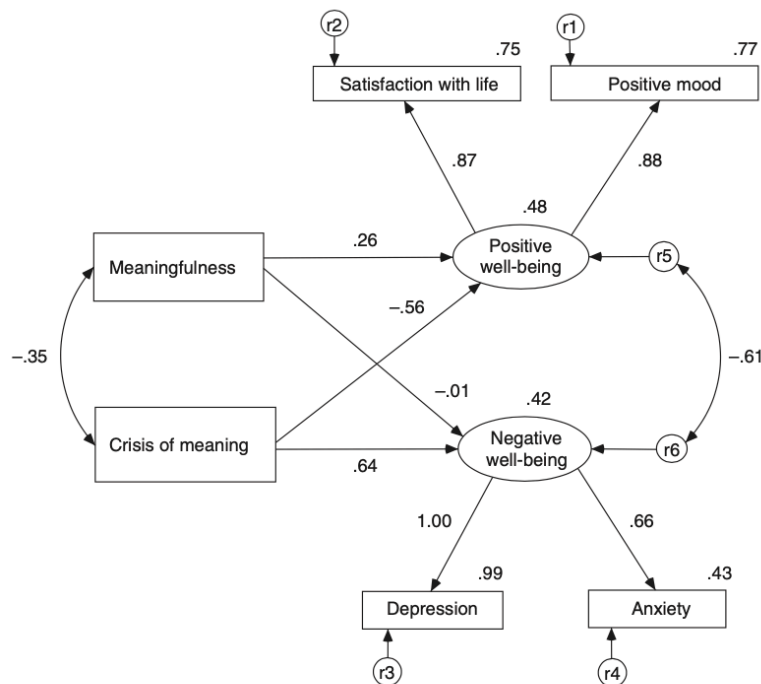 r2
r1
.75
.77
Satisfaction with life
Positive mood
.87
.88
.48
.26
Positive
well-being
Meaningfulness
r5
–.56
–.35
–.61
–.01
.42
Crisis of meaning
Negative
well-being
r6
.64
1.00
.66
.99
.43
Depression
Anxiety
r3
r4